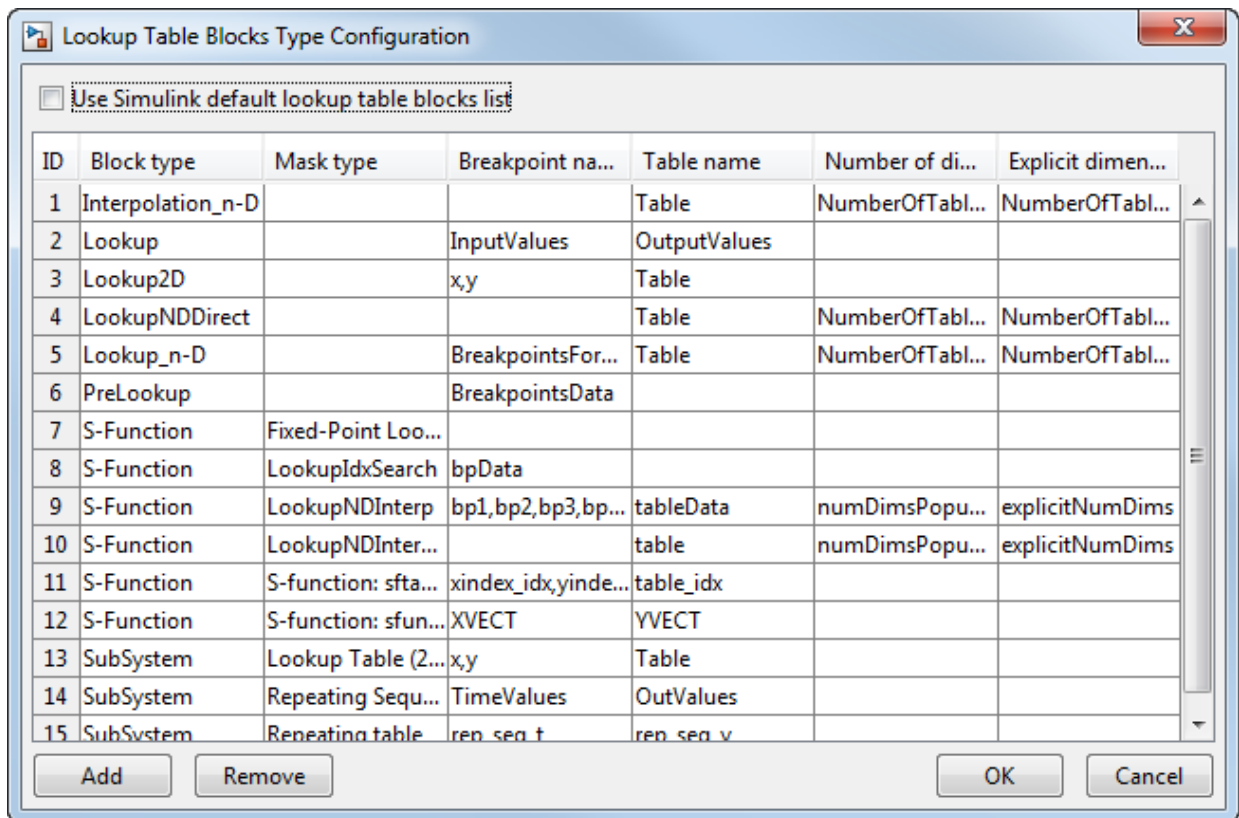 Lookup Table Blocks Type Configuration
Use Simulink default lookup table blocks list
ID Block type Mask type Breakpoint na... Table name Number of di... Explicit dimen...
1 Interpolation_n-D Table NumberOfTabl... NumberOfTabl...
2 Lookup InputValues OutputValues
3 Lookup2D x,y Table
4 LookupNDDirect Table NumberOfTabl... NumberOfTabl...
5 Lookup_n-D BreakpointsFor... Table NumberOfTabl... NumberOfTabl...
6 PreLookup BreakpointsData
7 S-Function Fixed-Point Loo...
8 S-Function LookupIdxSearch bpData
9 S-Function LookupNDInterp bp1,bp2,bp3,bp... tableData numDimsPopu... explicitNumDims
10 S-Function LookupNDInter... table numDimsPopu... explicitNumDims
11 S-Function S-function: sfta... xindex_idx,yinde... table_idx
12 S-Function S-function: sfun... XVECT YVECT
13 SubSystem Lookup Table (2... x,y Table
14 SubSystem Repeating Sequ... TimeValues OutValues
15 SubSystem Repeating table rep_seq_t rep_seq_y
Add Remove OK Cancel